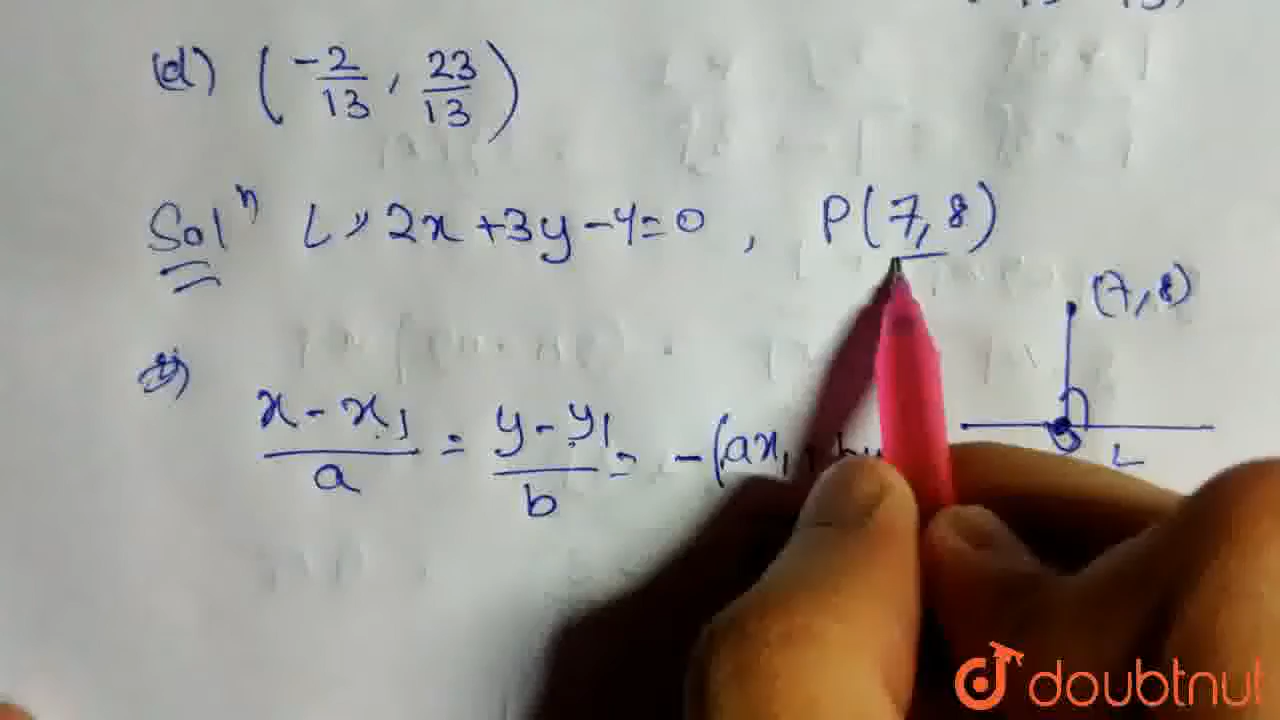 (d) (-2/13, 23/13)
Solⁿ L → 2x + 3y - 4 = 0 , P(7,8)
(7,8)
x - x₁ / a = y - y₁ / b = -(ax₁
L
doubtnut